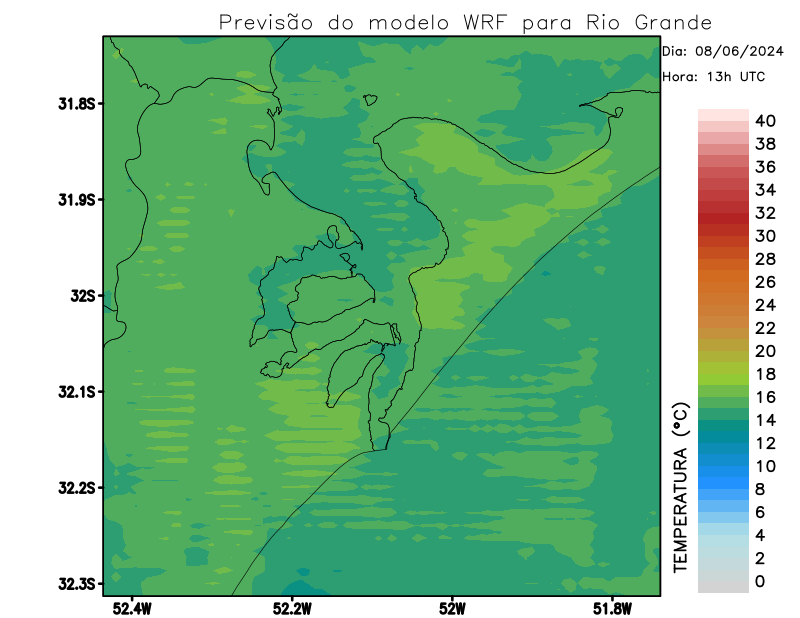 Previsão do modelo WRF para Rio Grande
Dia: 08/06/2024
Hora: 13h UTC
31.8S
31.9S
32S
32.1S
32.2S
32.3S
52.4W
52.2W
52W
51.8W
TEMPERATURA (°C)
40
38
36
34
32
30
28
26
24
22
20
18
16
14
12
10
8
6
4
2
0